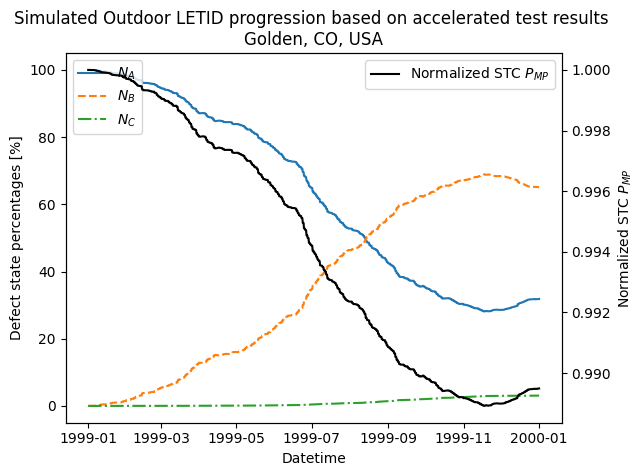 Simulated Outdoor LETID progression based on accelerated test results
Golden, CO, USA
N_A
N_B
N_C
Normalized STC P_MP
100
80
60
40
20
0
Defect state percentages [%]
1.000
0.998
0.996
0.994
0.992
0.990
Normalized STC P_MP
1999-01 1999-03 1999-05 1999-07 1999-09 1999-11 2000-01
Datetime